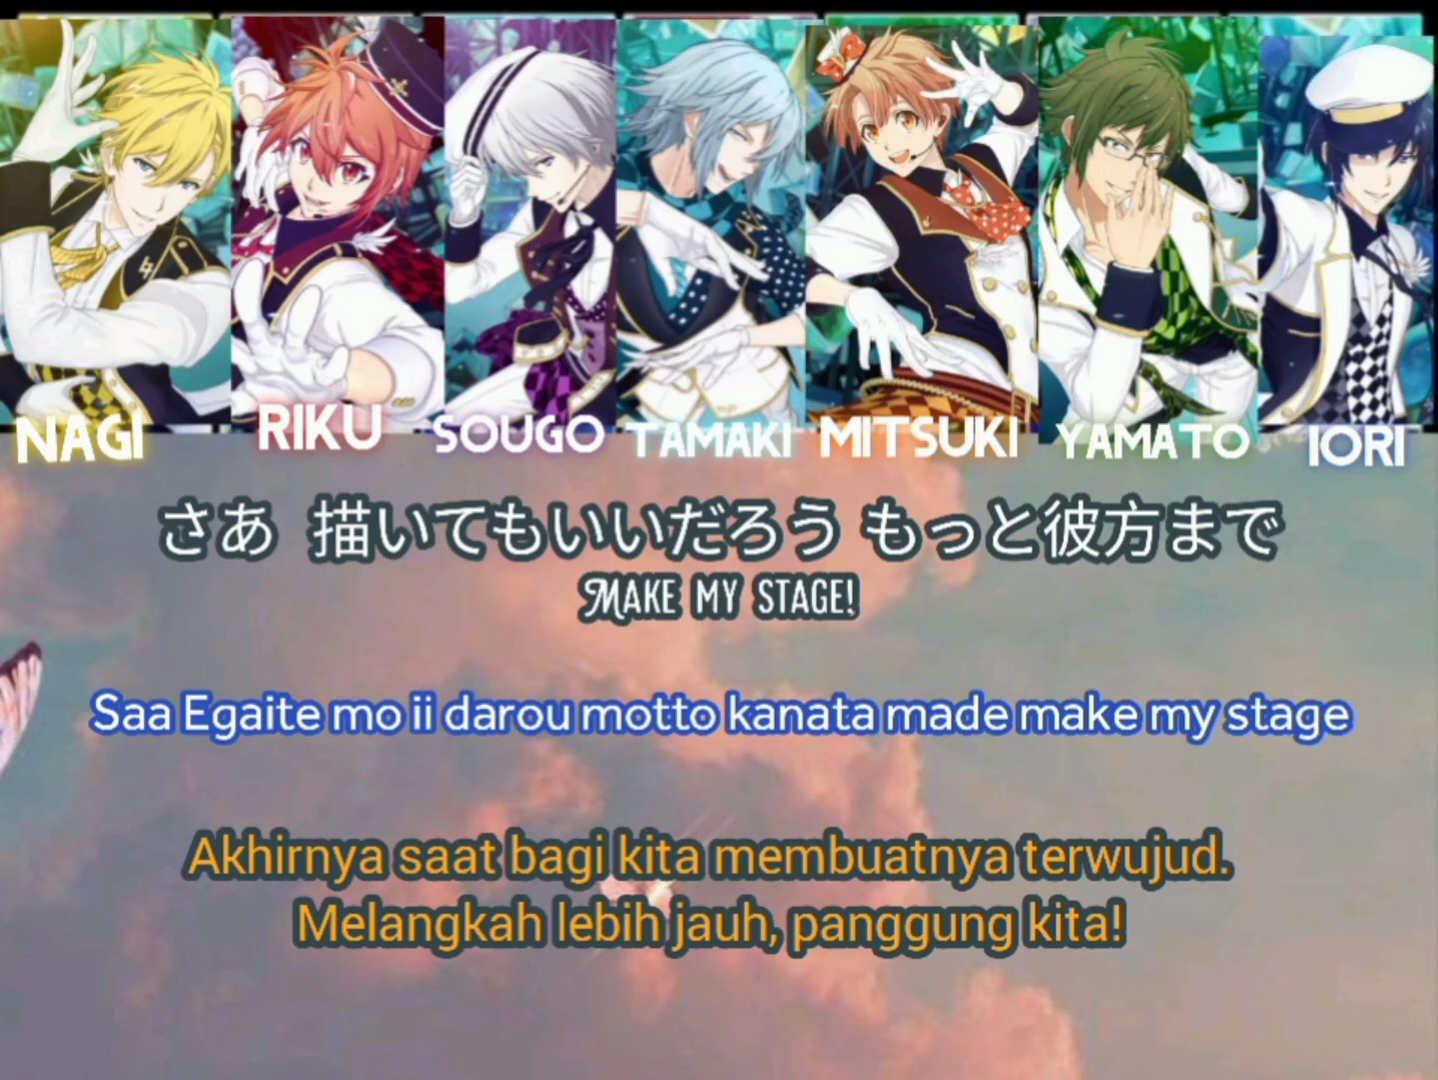 NAGI RIKU SOUGO TAMAKI MITSUKI YAMATO IORI
さあ 描いてもいいだろう もっと彼方まで
MAKE MY STAGE!
Saa Egaite mo ii darou motto kanata made make my stage
Akhirnya saat bagi kita membuatnya terwujud.
Melangkah lebih jauh, panggung kita!